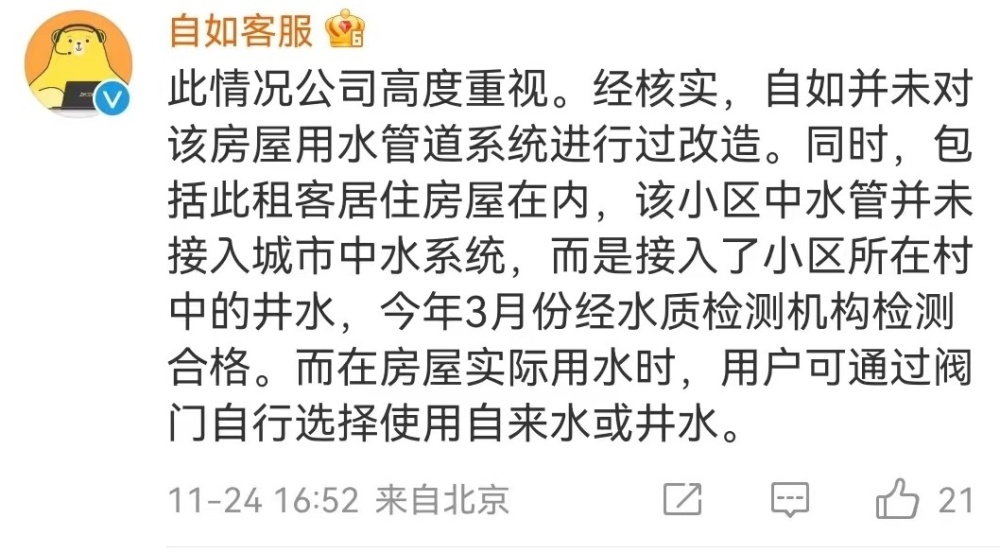 自如客服
此情况公司高度重视。经核实，自如并未对
该房屋用水管道系统进行过改造。同时，包
括此租客居住房屋在内，该小区中水管并未
接入城市中水系统，而是接入了小区所在村
中的井水，今年3月份经水质检测机构检测
合格。而在房屋实际用水时，用户可通过阀
门自行选择使用自来水或井水。
11-24 16:52 来自北京 21